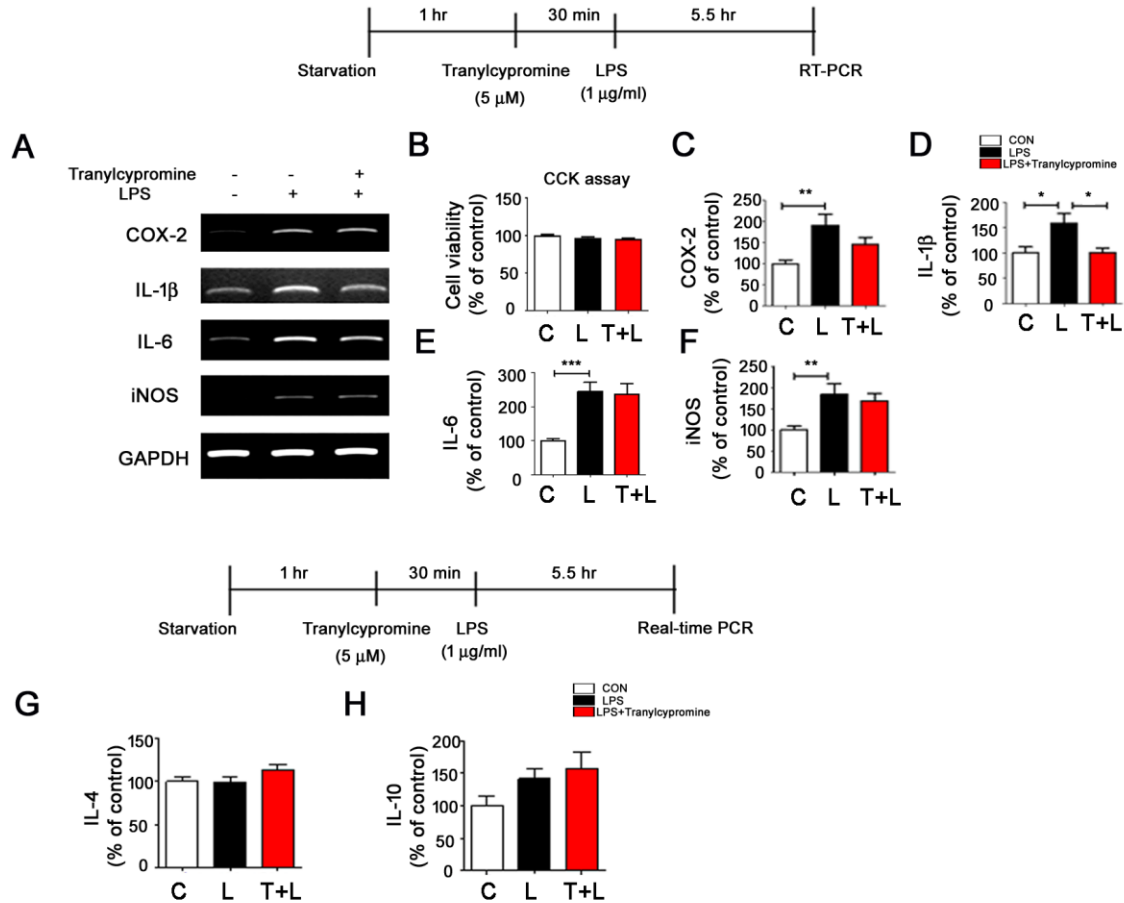 1 hr 30 min 5.5 hr
Starvation Tranylcypromine LPS RT-PCR
(5 μM) (1 μg/ml)
A
Tranylcypromine - - +
LPS - + +
COX-2
IL-1β
IL-6
iNOS
GAPDH
B
CCK assay
Cell viability
(% of control)
150
100
50
0
C L T+L
C
COX-2
(% of control)
**
250
200
150
100
50
0
C L T+L
D
CON
LPS
LPS+Tranylcypromine
IL-1β
(% of control)
* *
200
150
100
50
0
C L T+L
E
IL-6
(% of control)
***
300
200
100
0
C L T+L
F
iNOS
(% of control)
**
250
200
150
100
50
0
C L T+L
1 hr 30 min 5.5 hr
Starvation Tranylcypromine LPS Real-time PCR
(5 μM) (1 μg/ml)
G
IL-4
(% of control)
150
100
50
0
C L T+L
H
CON
LPS
LPS+Tranylcypromine
IL-10
(% of control)
200
150
100
50
0
C L T+L